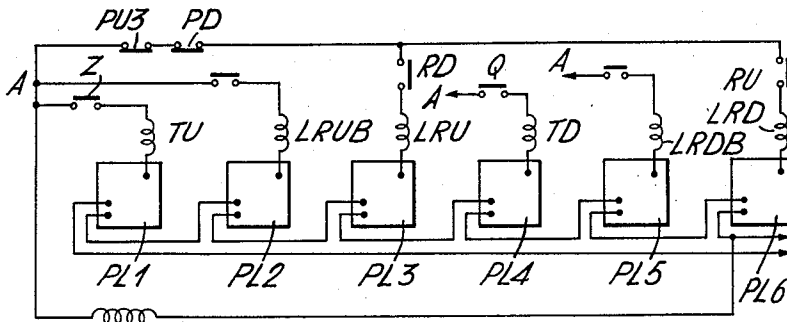 PU3 PD
A Z RD A Q A RU
TU LRUB LRU TD LRDB LRD
PL1 PL2 PL3 PL4 PL5 PL6